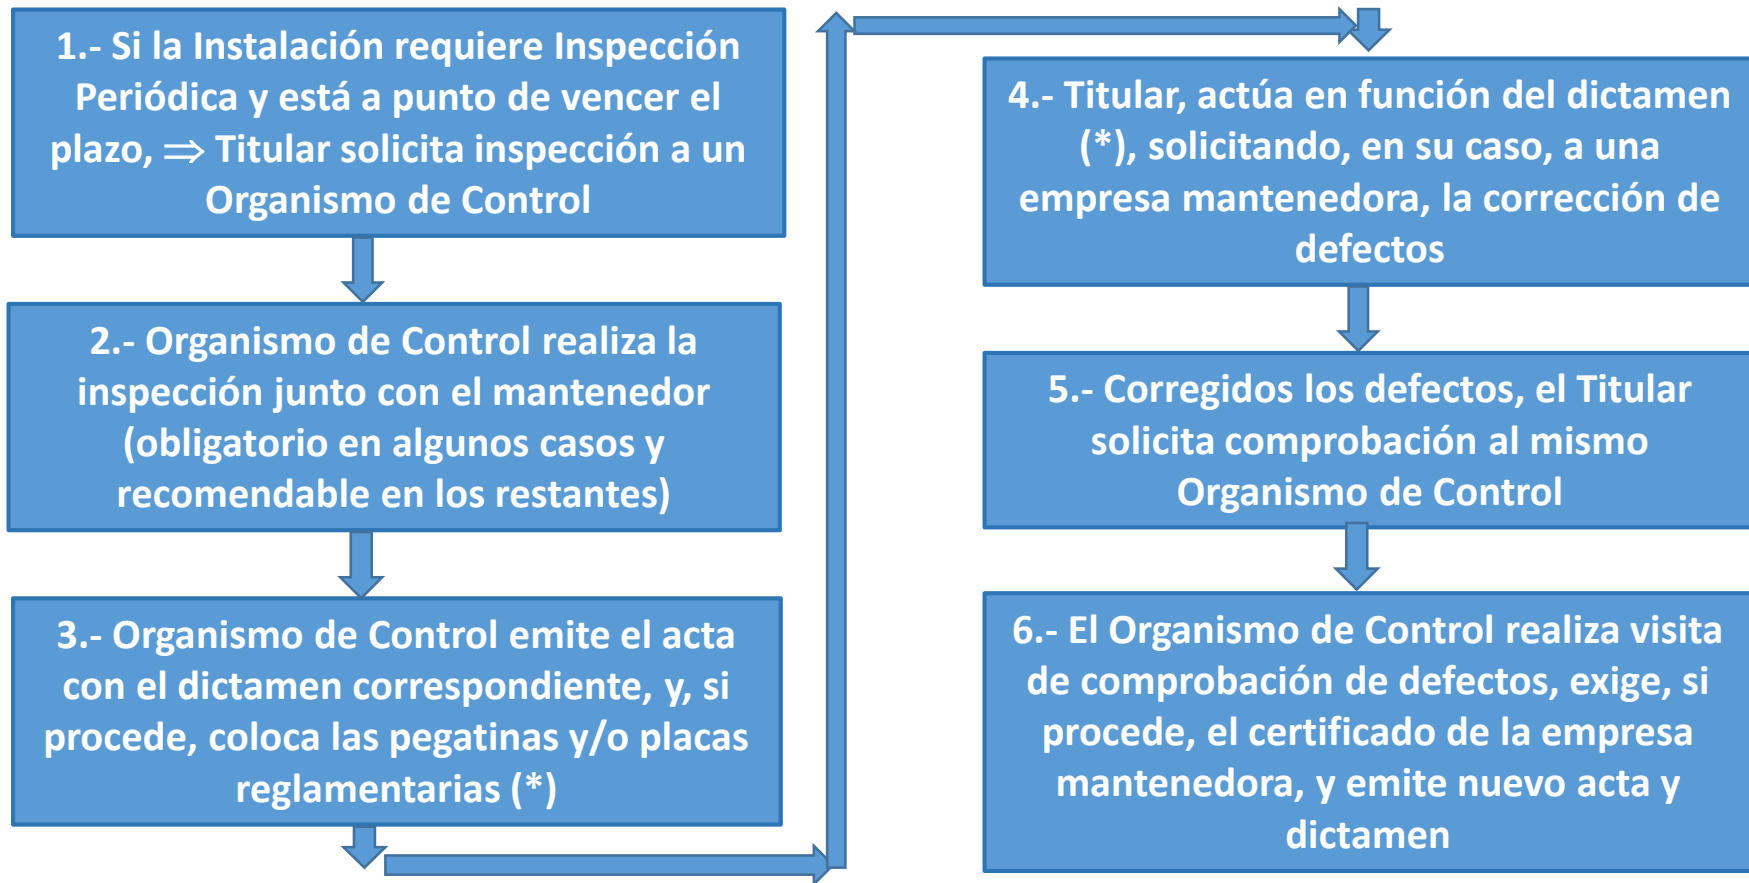 1.- Si la Instalación requiere Inspección
Periódica y está a punto de vencer el
plazo, ⇒ Titular solicita inspección a un
Organismo de Control
2.- Organismo de Control realiza la
inspección junto con el mantenedor
(obligatorio en algunos casos y
recomendable en los restantes)
3.- Organismo de Control emite el acta
con el dictamen correspondiente, y, si
procede, coloca las pegatinas y/o placas
reglamentarias (*)
4.- Titular, actúa en función del dictamen
(*), solicitando, en su caso, a una
empresa mantenedora, la corrección de
defectos
5.- Corregidos los defectos, el Titular
solicita comprobación al mismo
Organismo de Control
6.- El Organismo de Control realiza visita
de comprobación de defectos, exige, si
procede, el certificado de la empresa
mantenedora, y emite nuevo acta y
dictamen